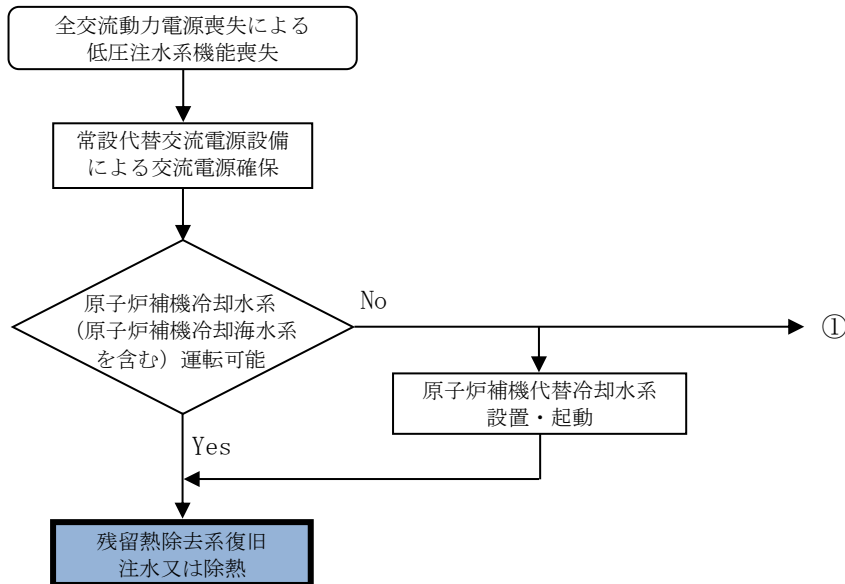 全交流動力電源喪失による
低圧注水系機能喪失
常設代替交流電源設備
による交流電源確保
原子炉補機冷却水系
(原子炉補機冷却海水系
を含む) 運転可能
No
①
原子炉補機代替冷却水系
設置・起動
Yes
残留熱除去系復旧
注水又は除熱